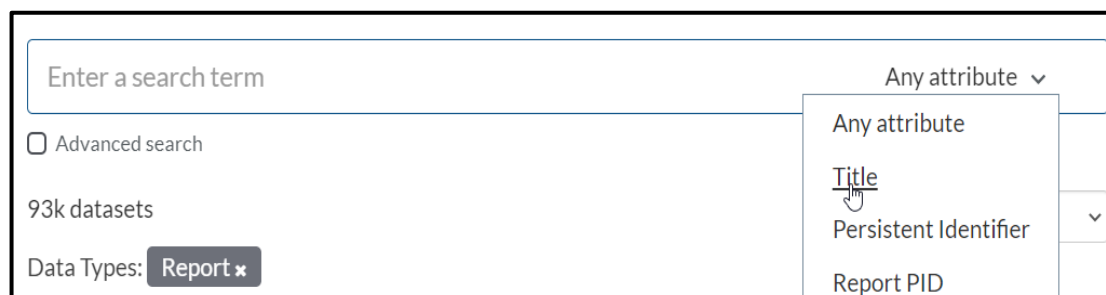 Enter a search term
Any attribute
Any attribute
Advanced search
Title
93k datasets
Persistent Identifier
Data Types: Report ×
Report PID